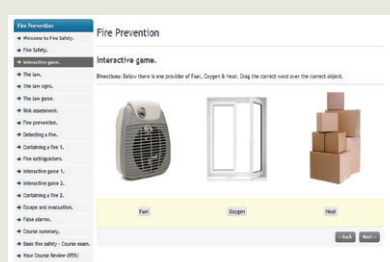 Fire Prevention
Welcome to Fire Safety.
Fire Safety.
Interactive game.
The law.
The law signs.
The law game.
Risk assessment.
Fire prevention.
Detecting a fire.
Containing a fire 1.
Fire extinguishers.
Interactive game 1.
Interactive game 2.
Containing a fire 2.
Escape and evacuation.
False alarms.
Course summary.
Basic fire safety - Course exam.
Your Course Review (RTS)
Fire Prevention
Interactive game.
Directions: Below there is one provider of Fuel, Oxygen & Heat. Drag the correct word over the correct object.
Fuel
Oxygen
Heat
‹ Back
Next ›